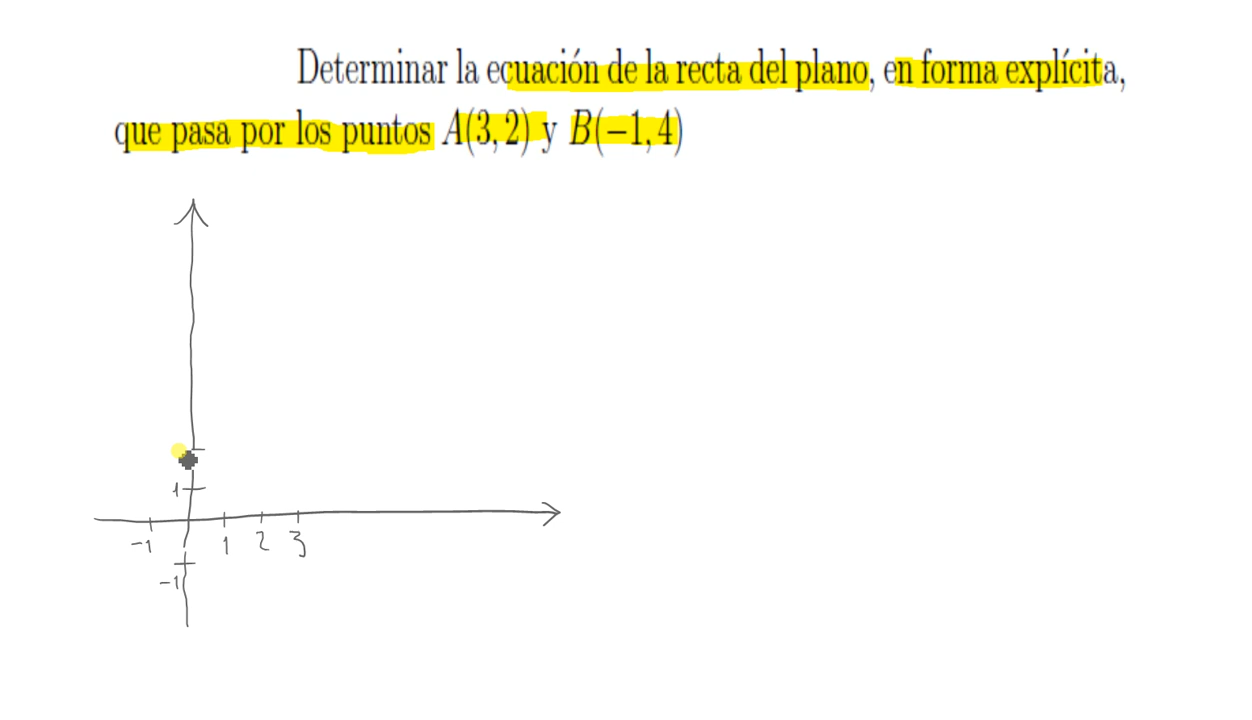 Determinar la ecuación de la recta del plano, en forma explícita,
que pasa por los puntos A(3, 2) y B(−1, 4)
1
-1 1 2 3
-1